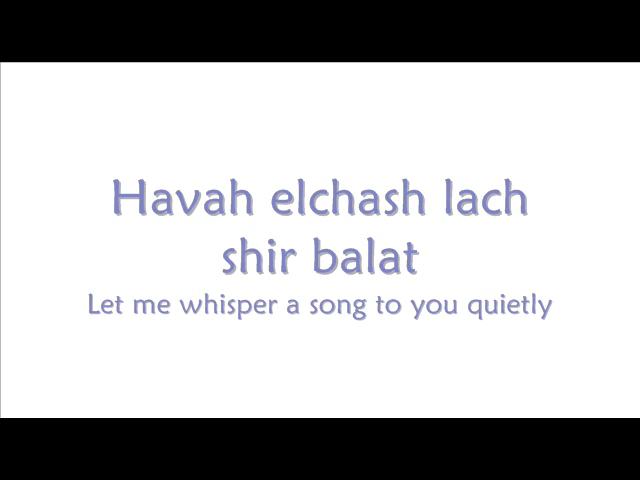 Havah elchash lach
shir balat
Let me whisper a song to you quietly